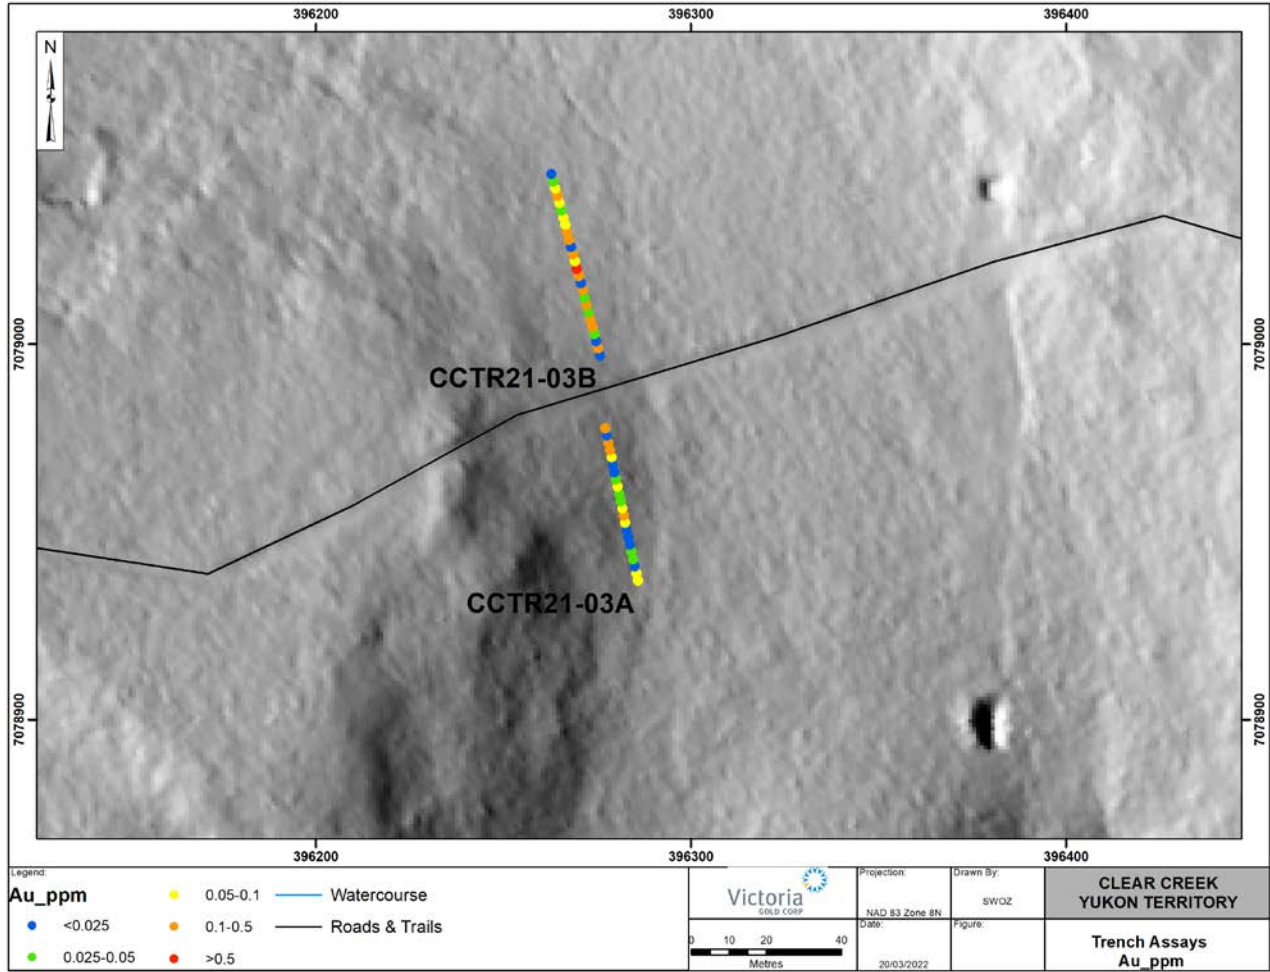 396200 396300 396400
N
7079000 7079000
CCTR21-03B
CCTR21-03A
7078900 7078900
396200 396300 396400
Legend:
Au_ppm
<0.025
0.025-0.05
0.05-0.1
0.1-0.5
>0.5
Watercourse
Roads & Trails
Victoria
GOLD CORP
0 10 20 40
Metres
Projection:
NAD 83 Zone 8N
Date:
20/03/2022
Drawn By:
SWOZ
Figure:
CLEAR CREEK
YUKON TERRITORY
Trench Assays
Au_ppm